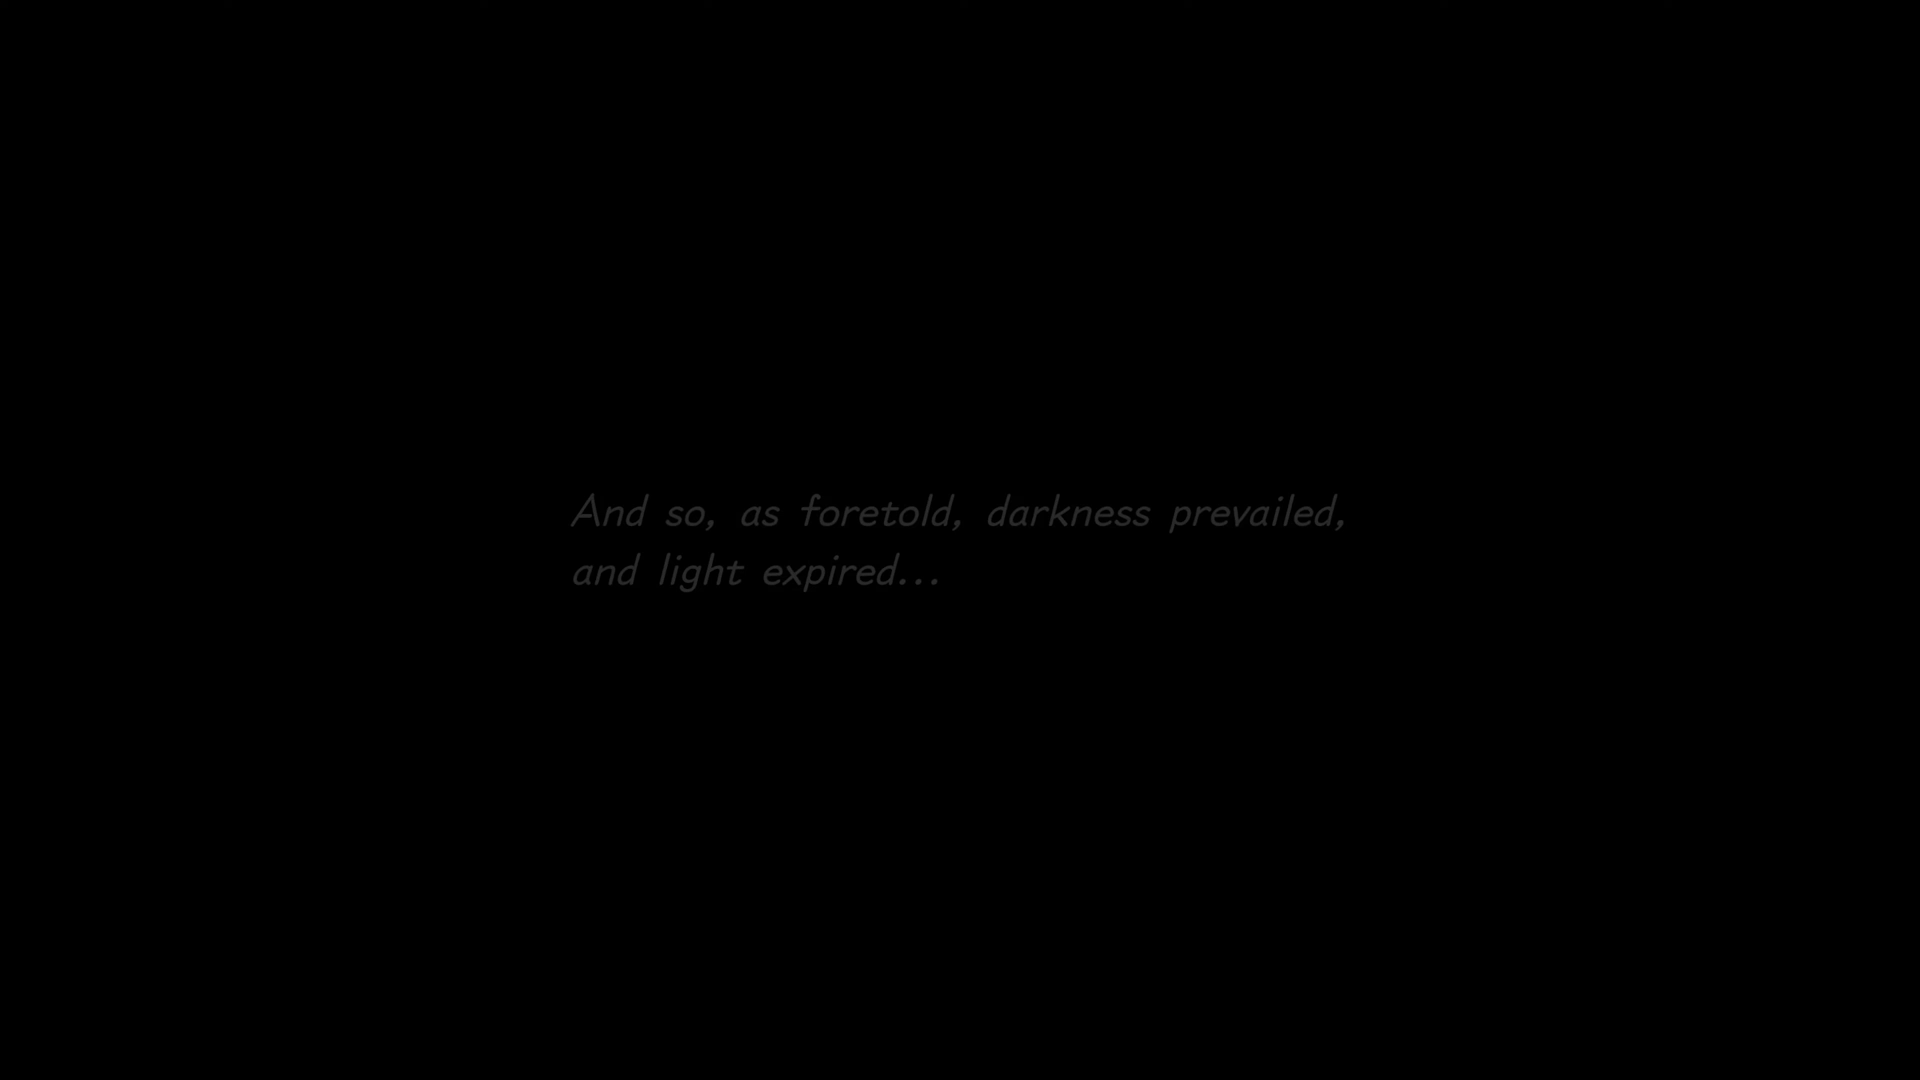 And so, as foretold, darkness prevailed,
and light expired...